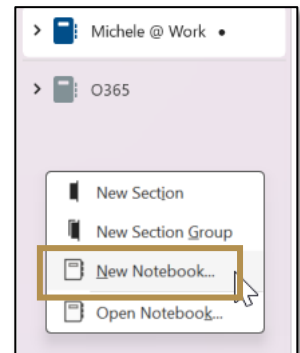 Michele @ Work •
O365
New Section
New Section Group
New Notebook...
Open Notebook...